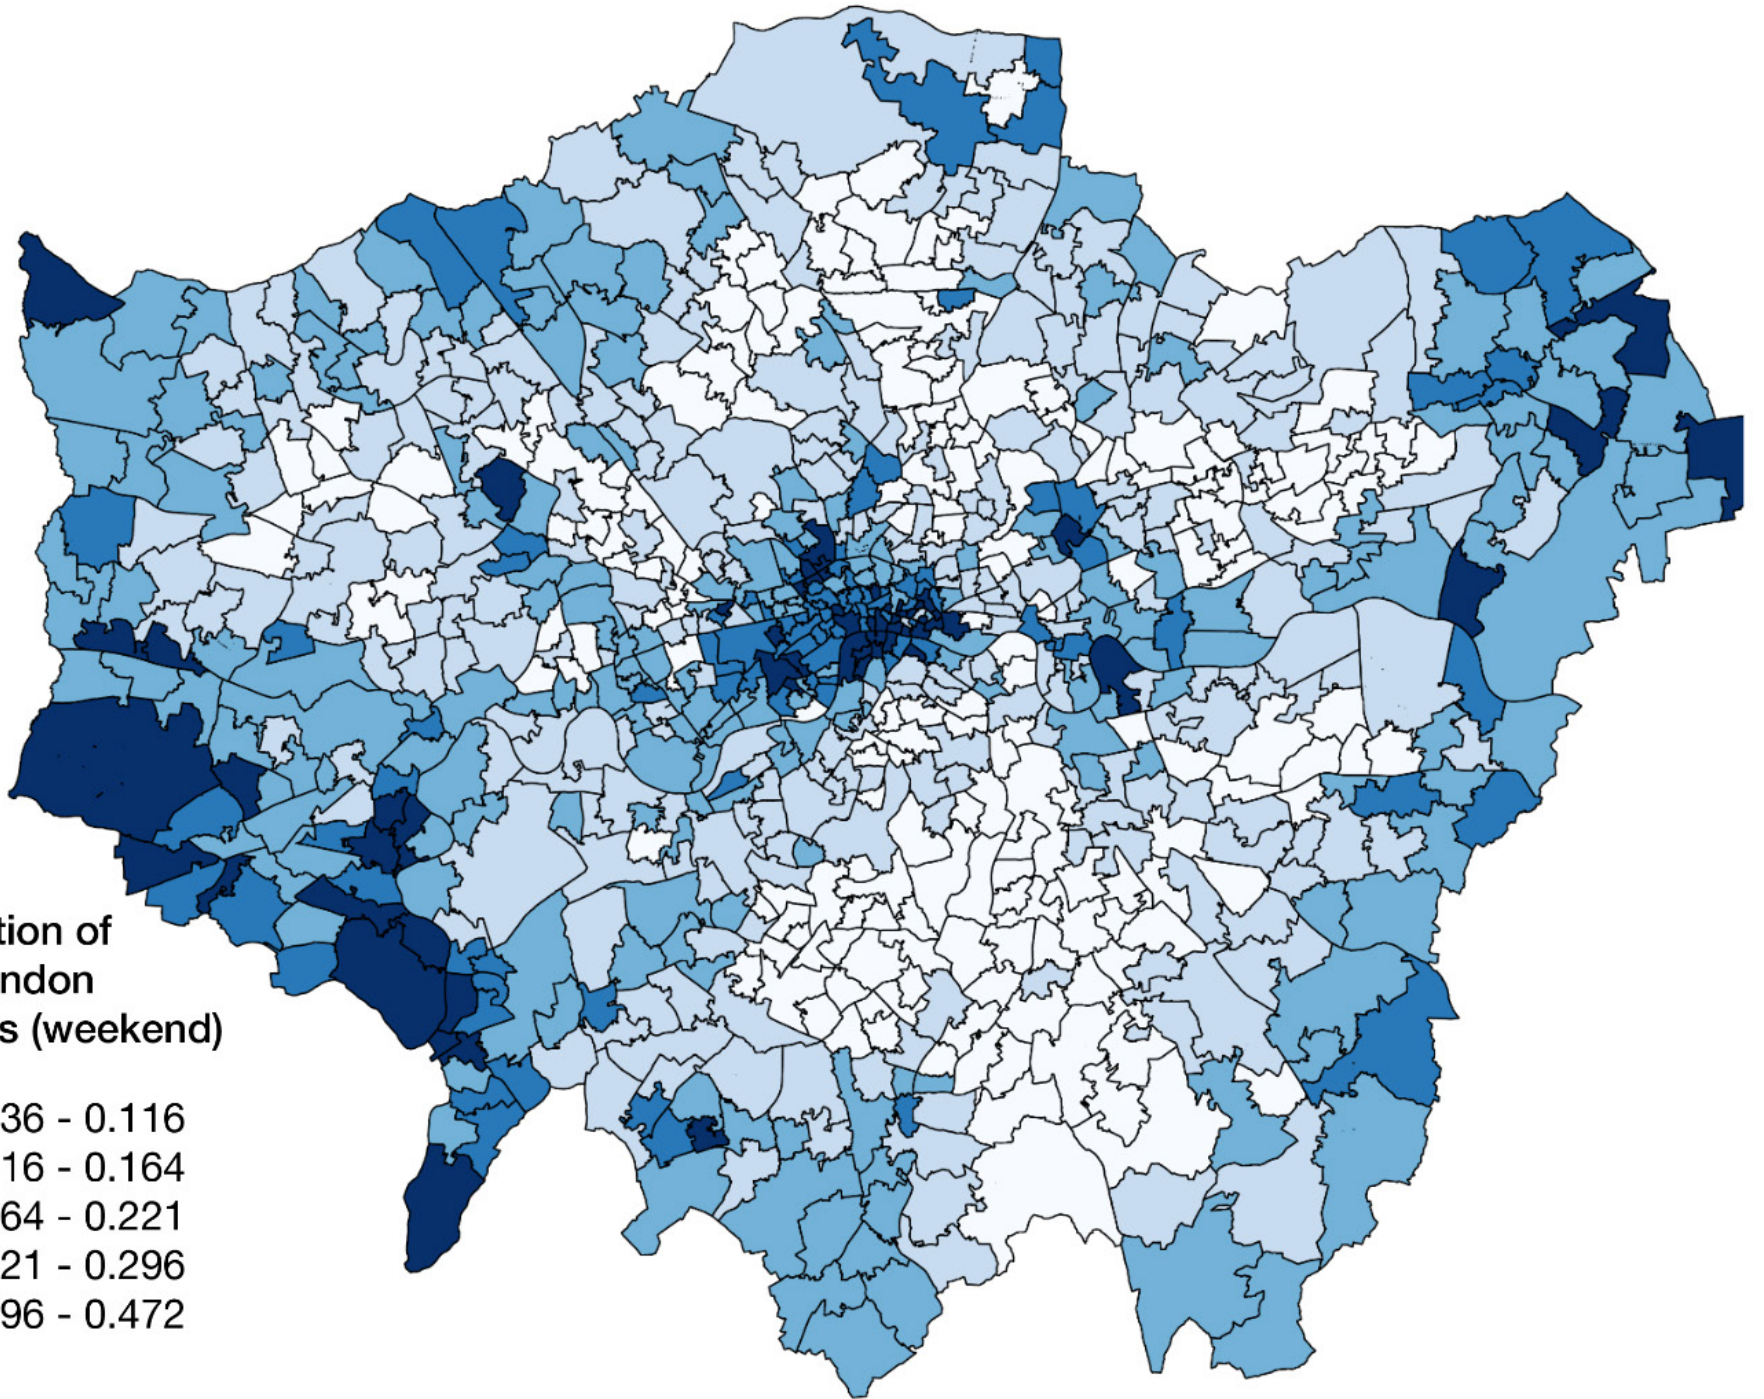 tion of
ndon
s (weekend)
36 - 0.116
16 - 0.164
64 - 0.221
21 - 0.296
96 - 0.472